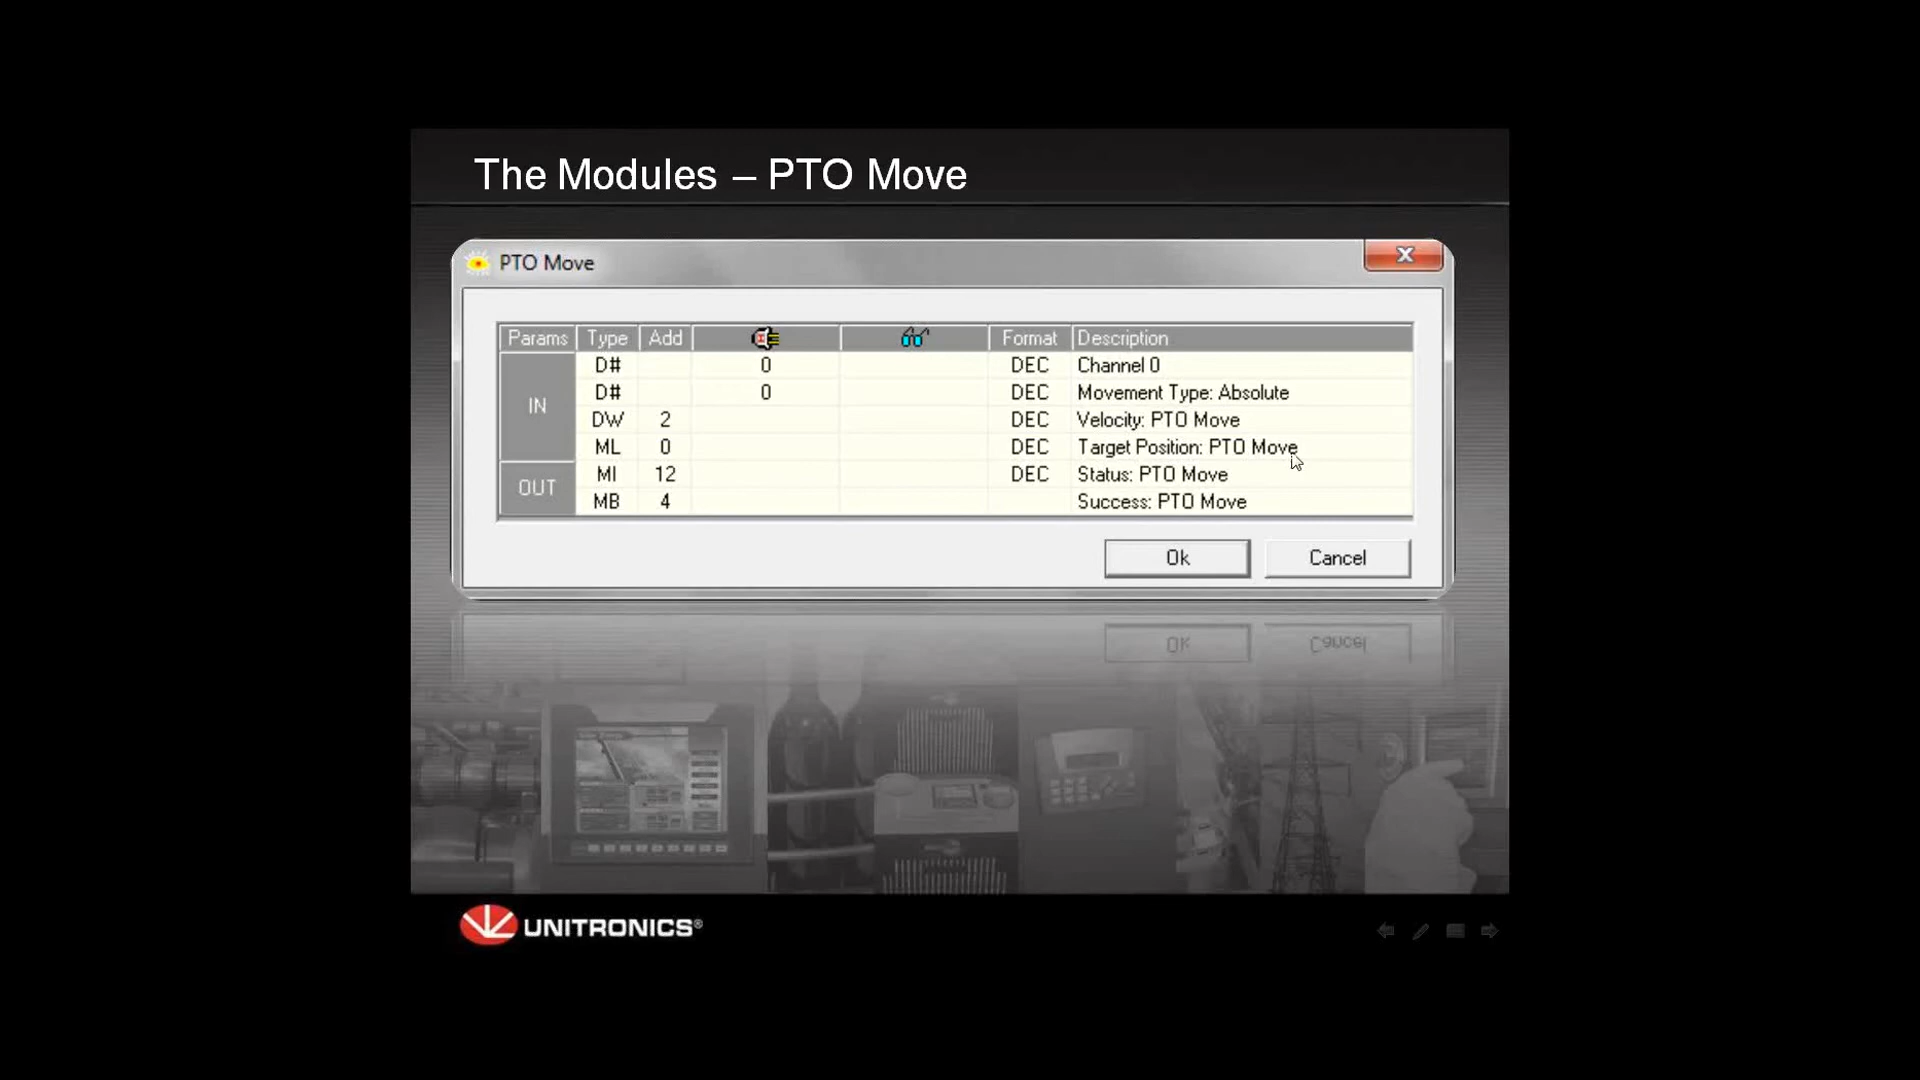 The Modules – PTO Move
PTO Move
Params Type Add Format Description
IN
D# 0 DEC Channel 0
D# 0 DEC Movement Type: Absolute
DW 2 DEC Velocity: PTO Move
ML 0 DEC Target Position: PTO Move
OUT
MI 12 DEC Status: PTO Move
MB 4 Success: PTO Move
Ok Cancel
UNITRONICS®